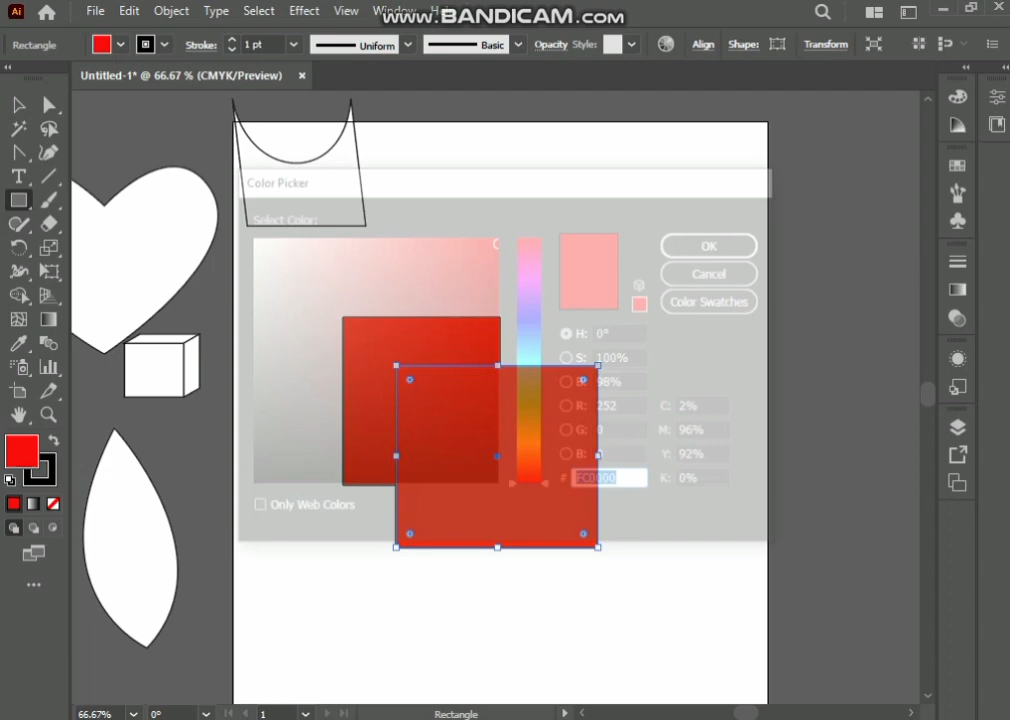 www.BANDICAM.com
Ai File Edit Object Type Select Effect View Window
Rectangle Stroke: 1 pt Uniform Basic Opacity Style: Align Shape: Transform
Untitled-1* @ 66.67 % (CMYK/Preview) ×
Color Picker
Select Color:
OK
Cancel
Color Swatches
H: 0°
S: 100%
B: 98%
R: 252 C: 2%
G: 0 M: 96%
B: Y: 92%
# FC0000 K: 0%
Only Web Colors
66.67% 0° 1 Rectangle